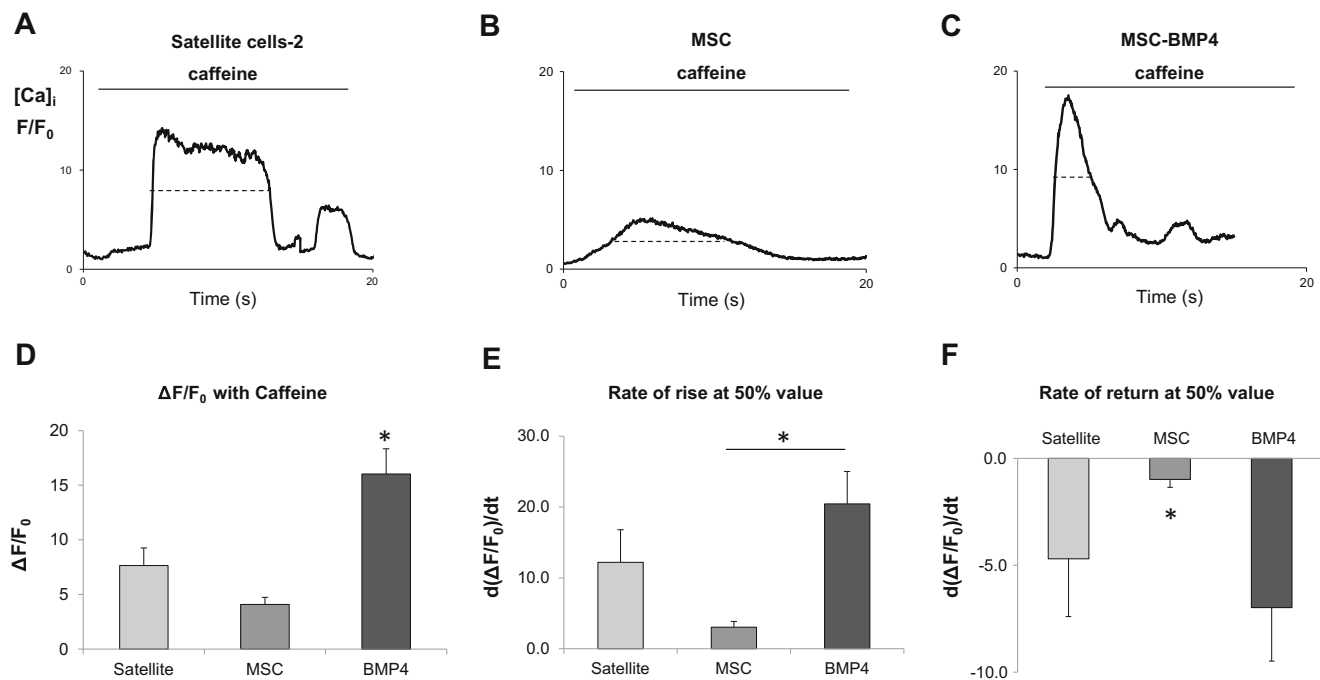 A
Satellite cells-2
caffeine
[Ca]i
F/F0
20
10
0
0
20
Time (s)
B
MSC
caffeine
20
10
0
0
20
Time (s)
C
MSC-BMP4
caffeine
20
10
0
0
20
Time (s)
D
ΔF/F0 with Caffeine
ΔF/F0
20
15
10
5
0
*
Satellite
MSC
BMP4
E
Rate of rise at 50% value
d(ΔF/F0)/dt
30.0
20.0
10.0
0.0
*
Satellite
MSC
BMP4
F
Rate of return at 50% value
Satellite
MSC
BMP4
d(ΔF/F0)/dt
0.0
-5.0
-10.0
*